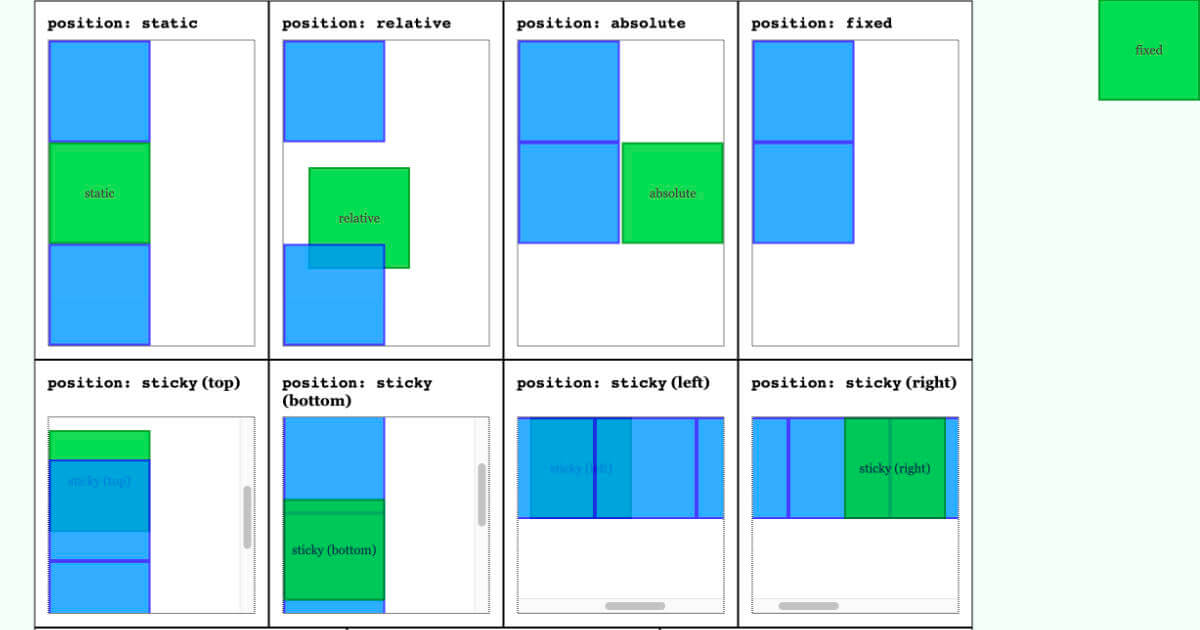 position: static
position: relative
position: absolute
position: fixed
fixed
static
relative
absolute
position: sticky (top)
position: sticky
(bottom)
position: sticky (left)
position: sticky (right)
sticky (top)
sticky (bottom)
sticky (left)
sticky (right)